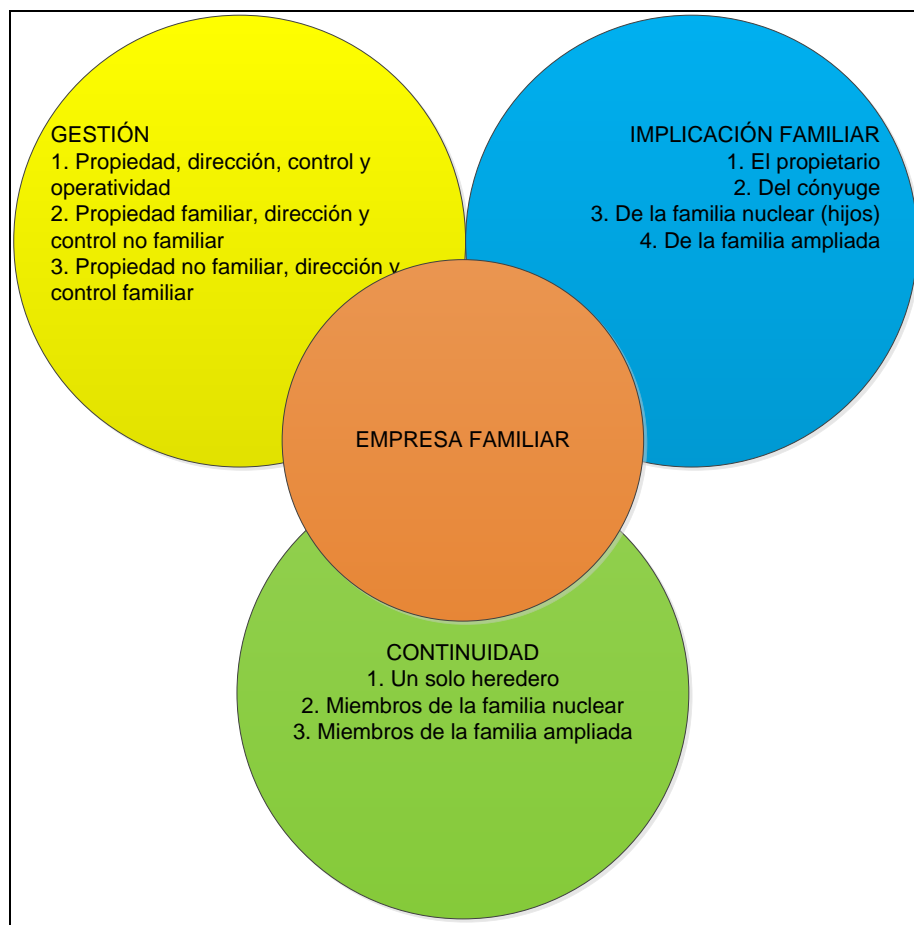 GESTIÓN
1. Propiedad, dirección, control y
operatividad
2. Propiedad familiar, dirección y
control no familiar
3. Propiedad no familiar, dirección y
control familiar
IMPLICACIÓN FAMILIAR
1. El propietario
2. Del cónyuge
3. De la familia nuclear (hijos)
4. De la familia ampliada
EMPRESA FAMILIAR
CONTINUIDAD
1. Un solo heredero
2. Miembros de la familia nuclear
3. Miembros de la familia ampliada